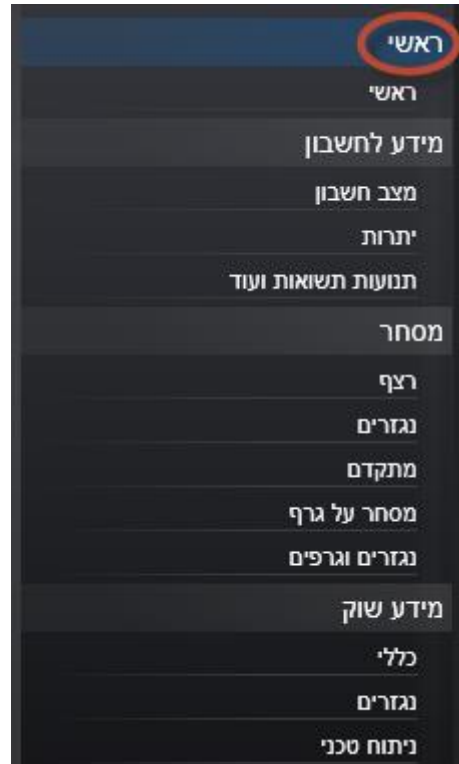 ראשי
ראשי
מידע לחשבון
מצב חשבון
יתרות
תנועות תשואות ועוד
מסחר
רצף
נגזרים
מתקדם
מסחר על גרף
נגזרים וגרפים
מידע שוק
כללי
נגזרים
ניתוח טכני